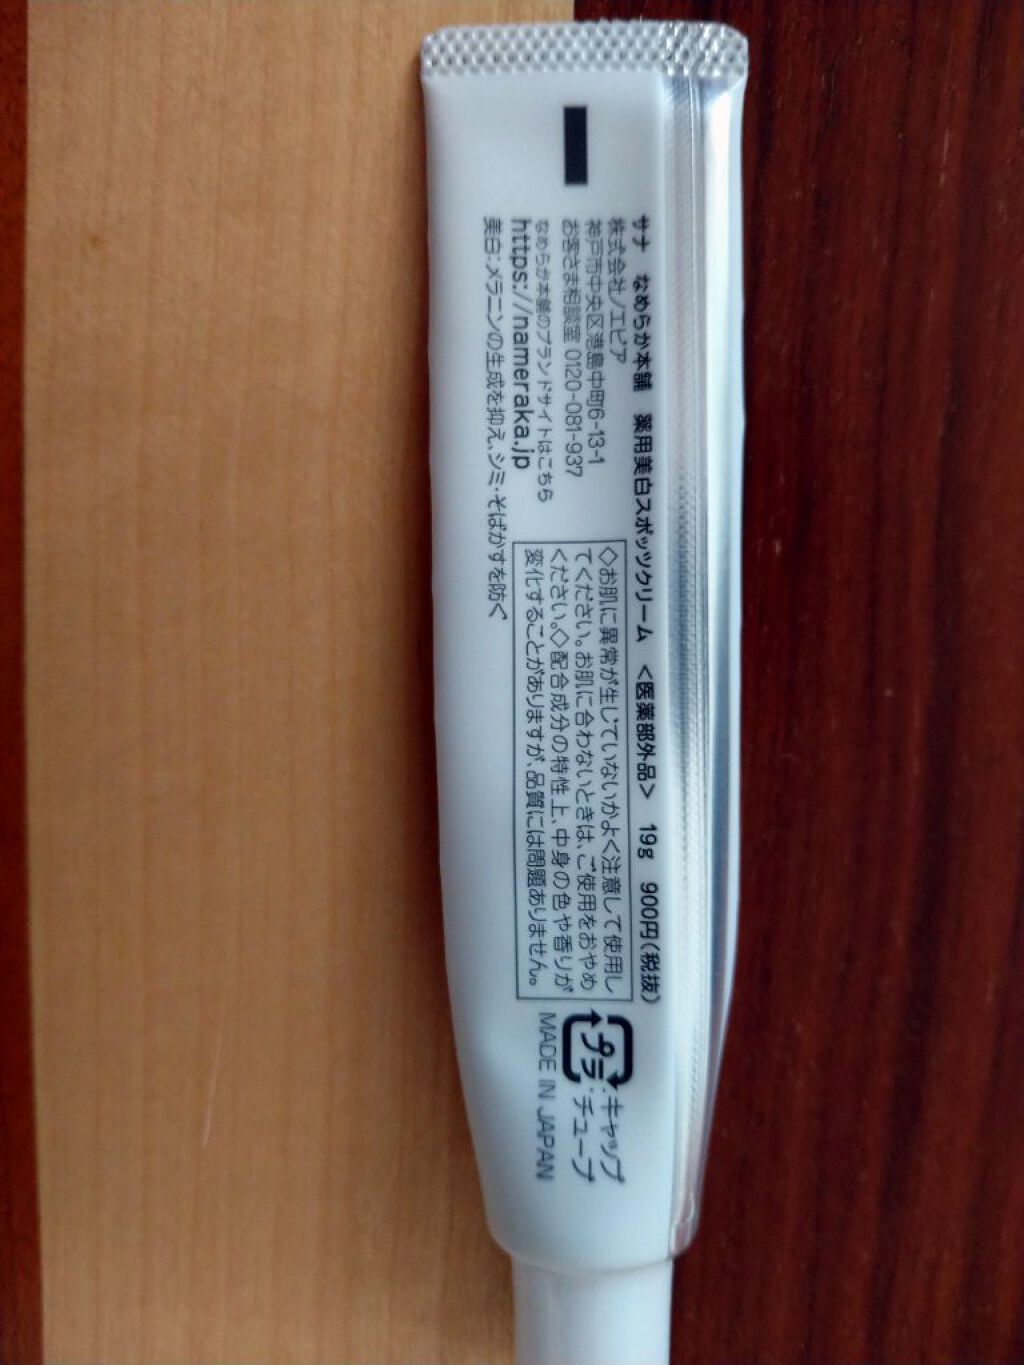 サナ なめらか本舗 薬用美白スポッツクリーム <医薬部外品> 19g 900円(税抜)
株式会社ノエビア
神戸市中央区港島中町6-13-1
お客さま相談室 0120-081-937
なめらか本舗のブランドサイトはこちら
https://nameraka.jp
美白:メラニンの生成を抑え、シミ・そばかすを防ぐ
◇お肌に異常が生じていないかよく注意して使用し
てください。お肌に合わないときは、ご使用をおやめ
ください。◇配合成分の特性上、中身の色や香りが
変化することがありますが、品質には問題ありません。
プラ
:キャップ
:チューブ
MADE IN JAPAN